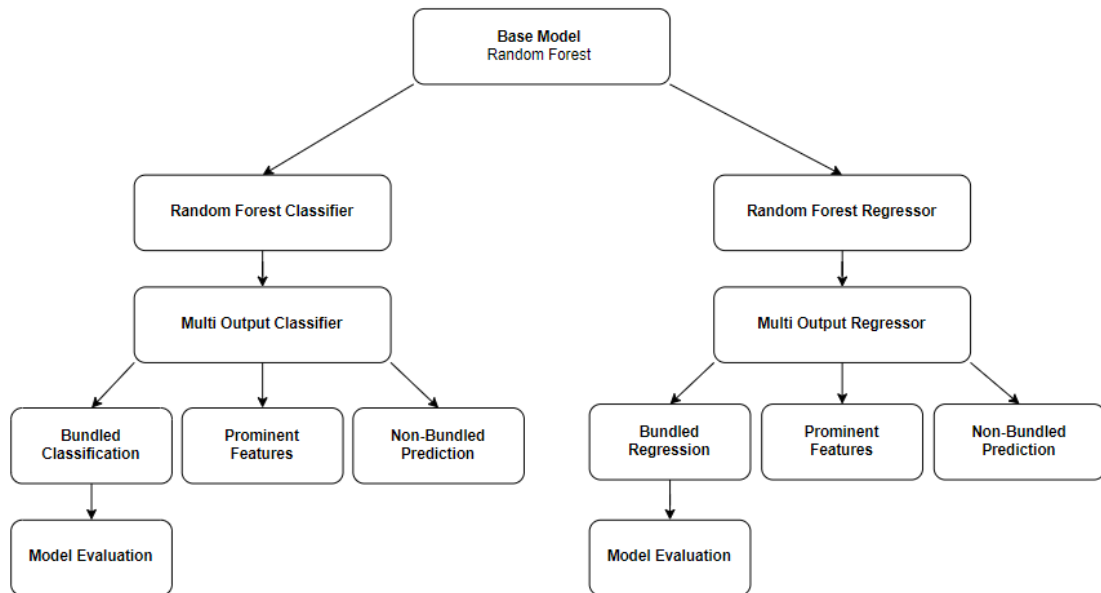 Base Model
Random Forest
Random Forest Classifier
Random Forest Regressor
Multi Output Classifier
Multi Output Regressor
Bundled
Classification
Prominent
Features
Non-Bundled
Prediction
Bundled
Regression
Prominent
Features
Non-Bundled
Prediction
Model Evaluation
Model Evaluation